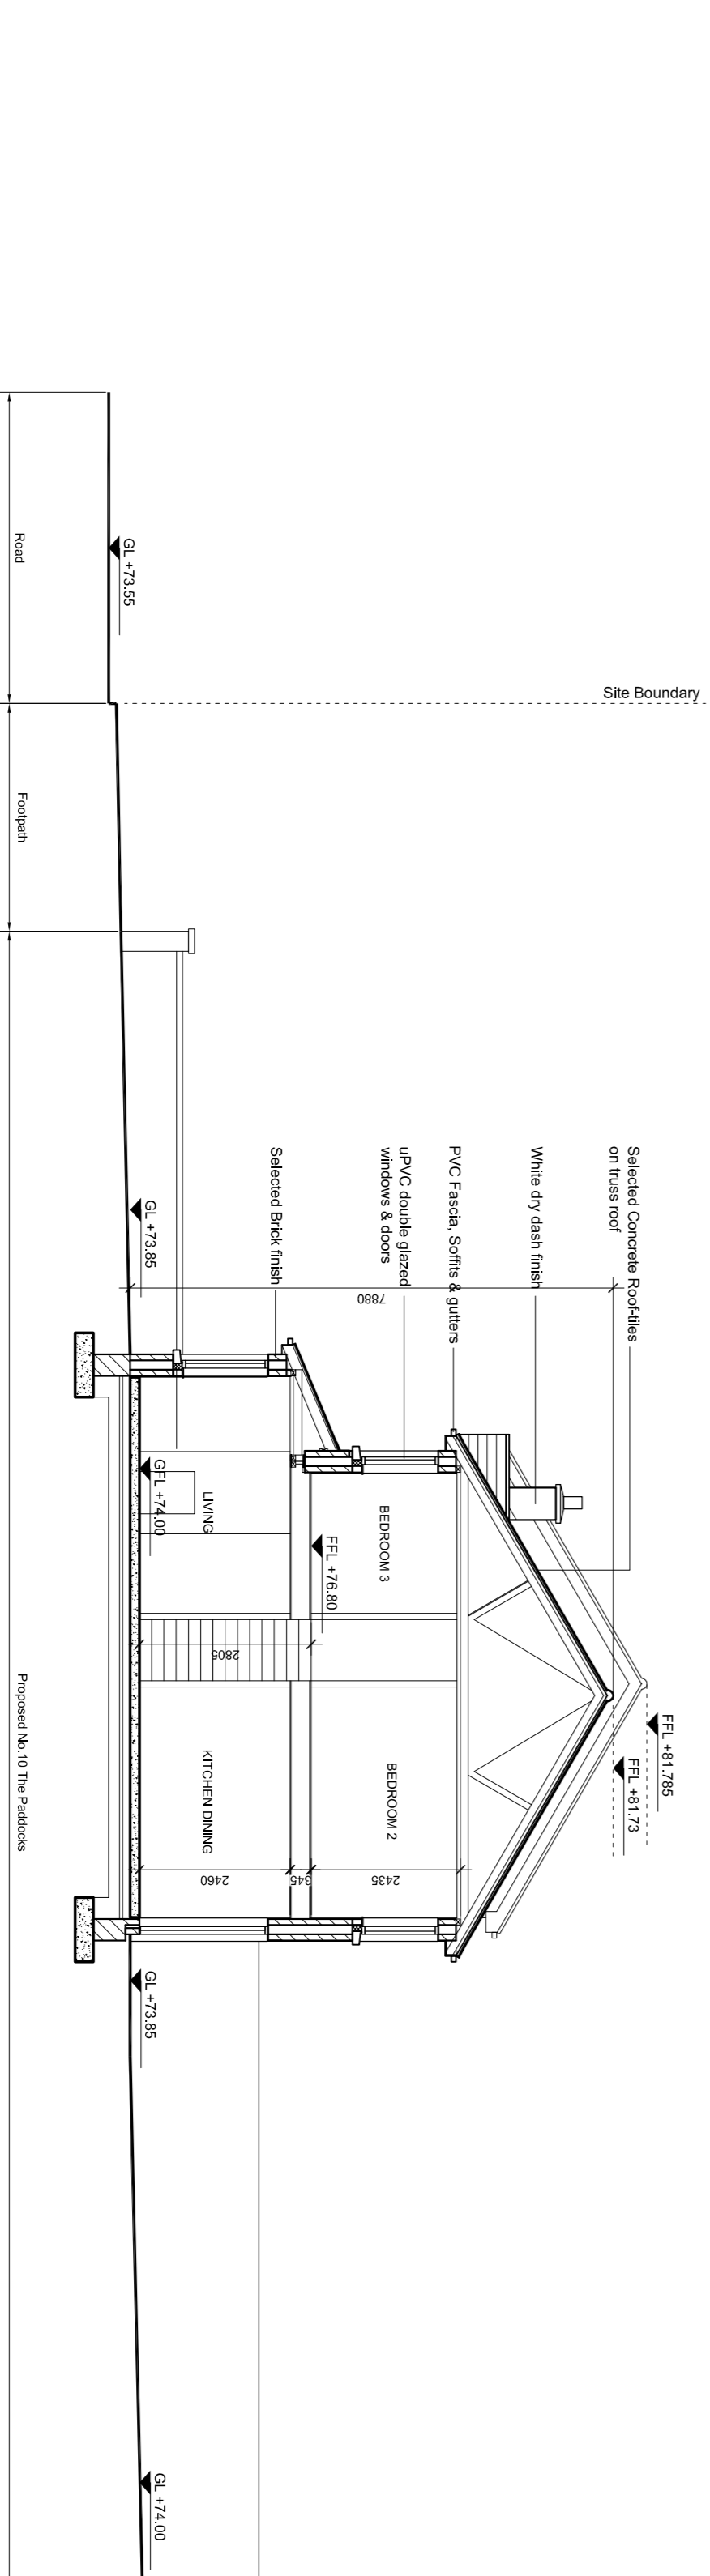 Site Boundary
Selected Concrete Roof-tiles
on truss roof
White dry dash finish
PVC Fascia, Soffits & gutters
uPVC double glazed
windows & doors
Selected Brick finish
FFL +81.785
FFL +81.73
7880
BEDROOM 3
BEDROOM 2
2435
FFL +76.80
345
LIVING
KITCHEN DINING
2805
2460
GFL +74.00
GL +73.55
GL +73.85
GL +73.85
GL +74.00
Road
Footpath
Proposed No.10 The Paddocks